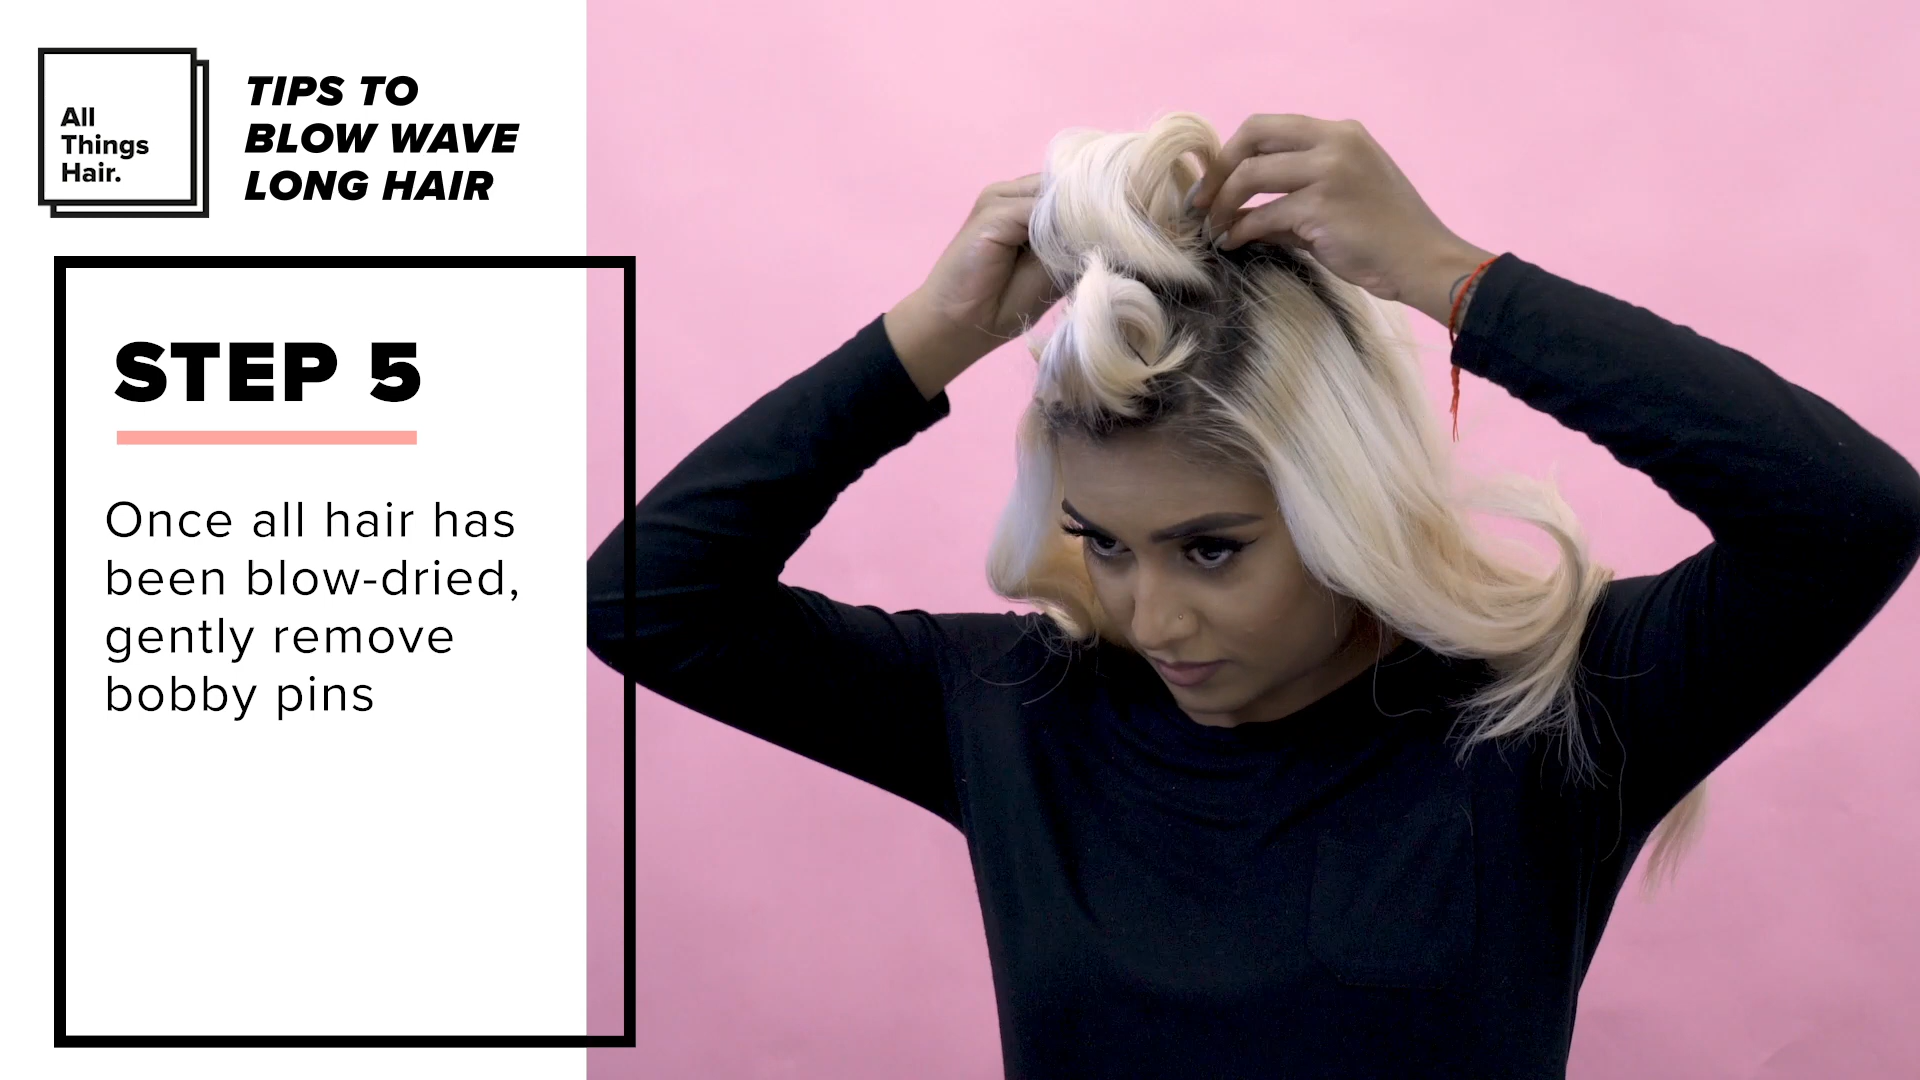 All
Things
Hair.
TIPS TO
BLOW WAVE
LONG HAIR
STEP 5
Once all hair has
been blow-dried,
gently remove
bobby pins